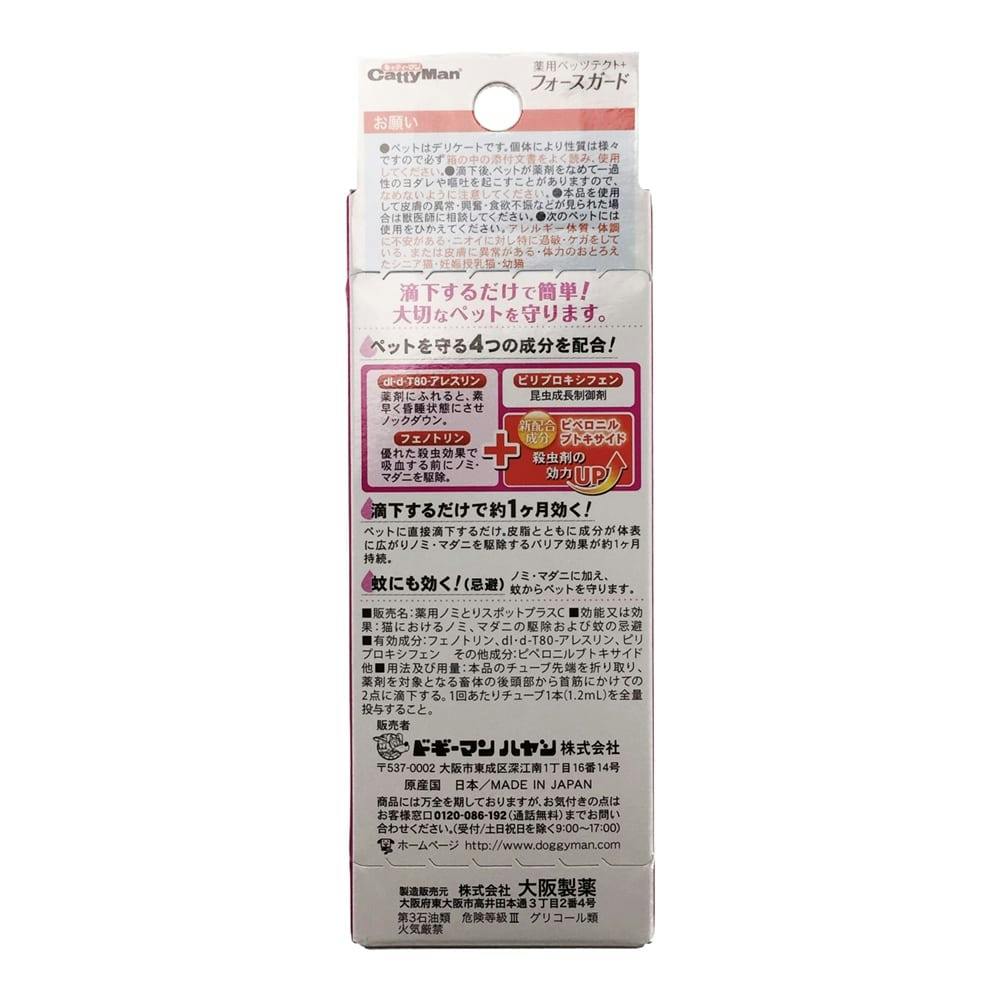 キャティーマン
CattyMan
薬用ペッツテクト+
フォースガード
お願い
●ペットはデリケートです。個体により性質は様々
ですので必ず箱の中の添付文書をよく読み、使用
してください。●滴下後、ペットが薬剤をなめて一過
性のヨダレや嘔吐を起こすことがありますので、
なめないように注意してください。●本品を使用
して皮膚の異常・興奮・食欲不振などが見られた場
合は獣医師に相談してください。●次のペットには
使用をひかえてください。アレルギー体質・体調
に不安がある・ニオイに対し特に過敏・ケガをして
いる、または皮膚に異常がある・体力のおとろえ
たシニア猫・妊娠授乳猫・幼猫
滴下するだけで簡単!
大切なペットを守ります。
ペットを守る4つの成分を配合!
dl・d-T80-アレスリン
薬剤にふれると、素
早く昏睡状態にさせ
ノックダウン。
フェノトリン
優れた殺虫効果で
吸血する前にノミ・
マダニを駆除。
ピリプロキシフェン
昆虫成長制御剤
+
新配合
成分
ピペロニル
ブトキサイド
殺虫剤の
効力UP
滴下するだけで約1ヶ月効く!
ペットに直接滴下するだけ。皮脂とともに成分が体表
に広がりノミ・マダニを駆除するバリア効果が約1ヶ月
持続。
蚊にも効く!(忌避)
ノミ・マダニに加え、
蚊からペットを守ります。
■販売名:薬用ノミとりスポットプラスC ■効能又は効
果:猫におけるノミ、マダニの駆除および蚊の忌避
■有効成分:フェノトリン、dl・d-T80-アレスリン、ピリ
プロキシフェン その他成分:ピペロニルブトキサイド
他 ■用法及び用量:本品のチューブ先端を折り取り、
薬剤を対象となる畜体の後頭部から首筋にかけての
2点に滴下する。1回あたりチューブ1本(1.2mL)を全量
投与すること。
販売者
ドギーマンハヤシ株式会社
〒537-0002 大阪市東成区深江南1丁目16番14号
原産国 日本/MADE IN JAPAN
商品には万全を期しておりますが、お気付きの点は
お客様窓口0120-086-192(通話無料)までお問い
合わせください。(受付/土日祝日を除く9:00〜17:00)
ホームページ http://www.doggyman.com
製造販売元 株式会社 大阪製薬
大阪府東大阪市高井田本通3丁目2番4号
第3石油類 危険等級Ⅲ グリコール類
火気厳禁